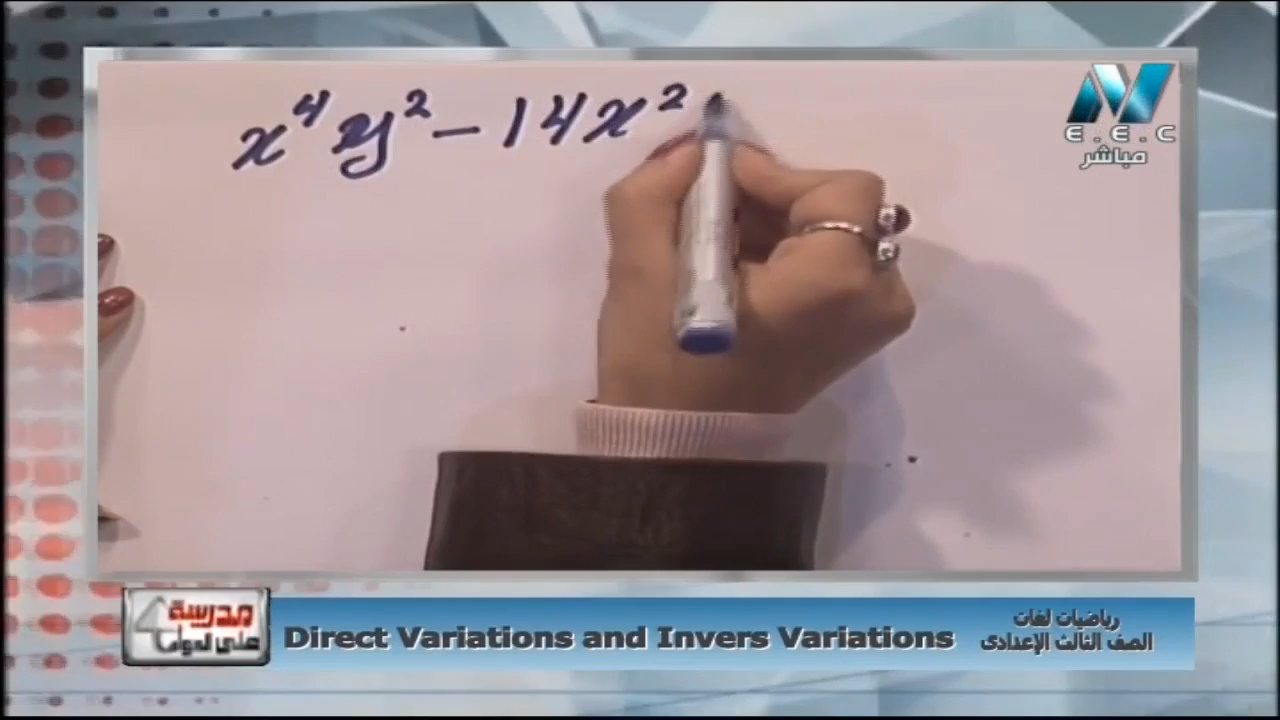 x⁴y² - 14x²
E.E.C
مباشر
مدرسة
على الهوا
Direct Variations and Invers Variations
رياضيات لغات
الصف الثالث الإعدادى